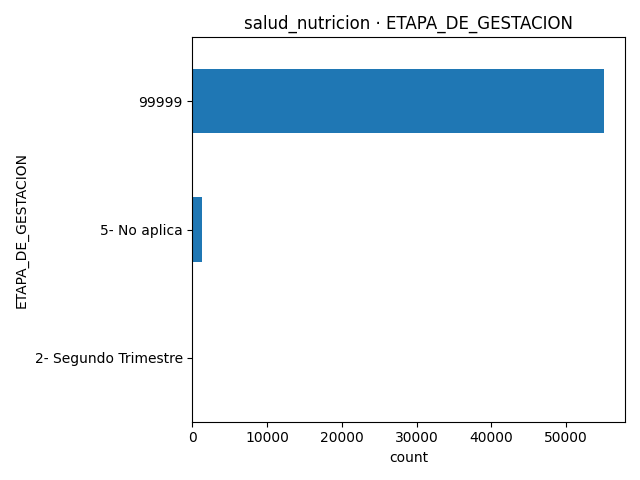 salud_nutricion · ETAPA_DE_GESTACION
99999
5- No aplica
2- Segundo Trimestre
ETAPA_DE_GESTACION
0 10000 20000 30000 40000 50000
count